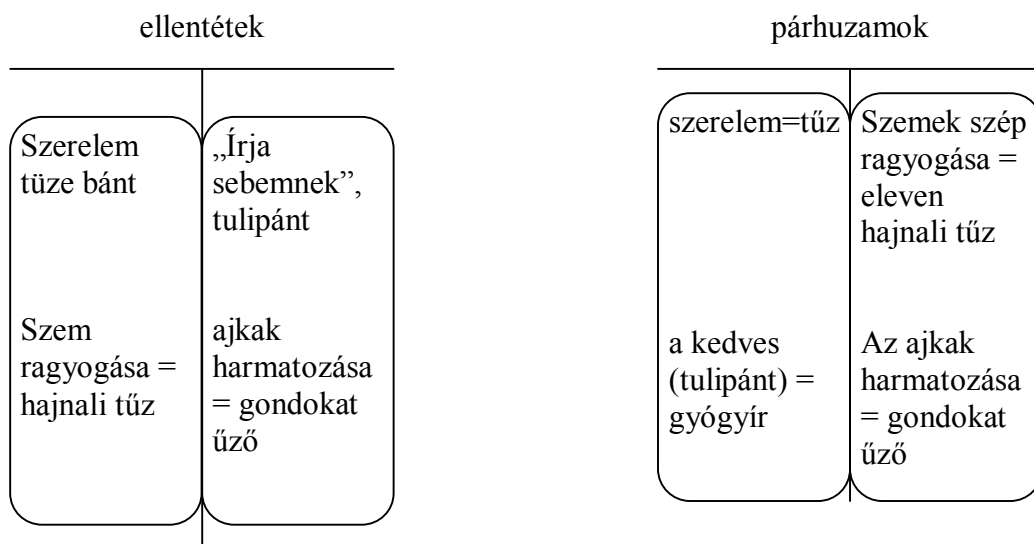 ellentétek
Szerelem
tüze bánt
„Írja
sebemnek”,
tulipánt
Szem
ragyogása =
hajnali tűz
ajkak
harmatozása
= gondokat
űző
párhuzamok
szerelem=tűz
Szemek szép
ragyogása =
eleven
hajnali tűz
a kedves
(tulipánt) =
gyógyír
Az ajkak
harmatozása
= gondokat
űző